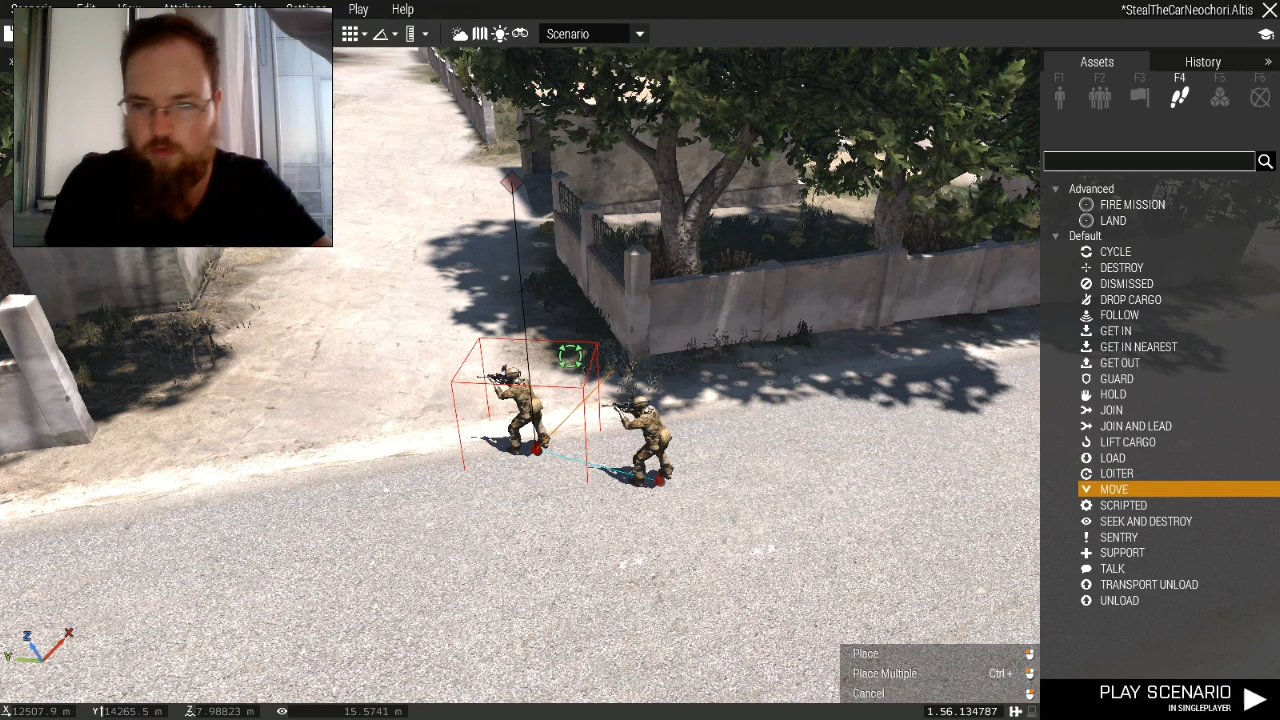 Play Help
*StealTheCarNeochori.Altis
Scenario
Assets History »
F1 F2 F3 F4 F5 F6
Advanced
FIRE MISSION
LAND
Default
CYCLE
DESTROY
DISMISSED
DROP CARGO
FOLLOW
GET IN
GET IN NEAREST
GET OUT
GUARD
HOLD
JOIN
JOIN AND LEAD
LIFT CARGO
LOAD
LOITER
MOVE
SCRIPTED
SEEK AND DESTROY
SENTRY
SUPPORT
TALK
TRANSPORT UNLOAD
UNLOAD
Z X Y
Place
Place Multiple Ctrl +
Cancel
PLAY SCENARIO
IN SINGLEPLAYER
X 12507.9 m Y 14265.5 m Z 7.98823 m 15.5741 m 1.56.134787